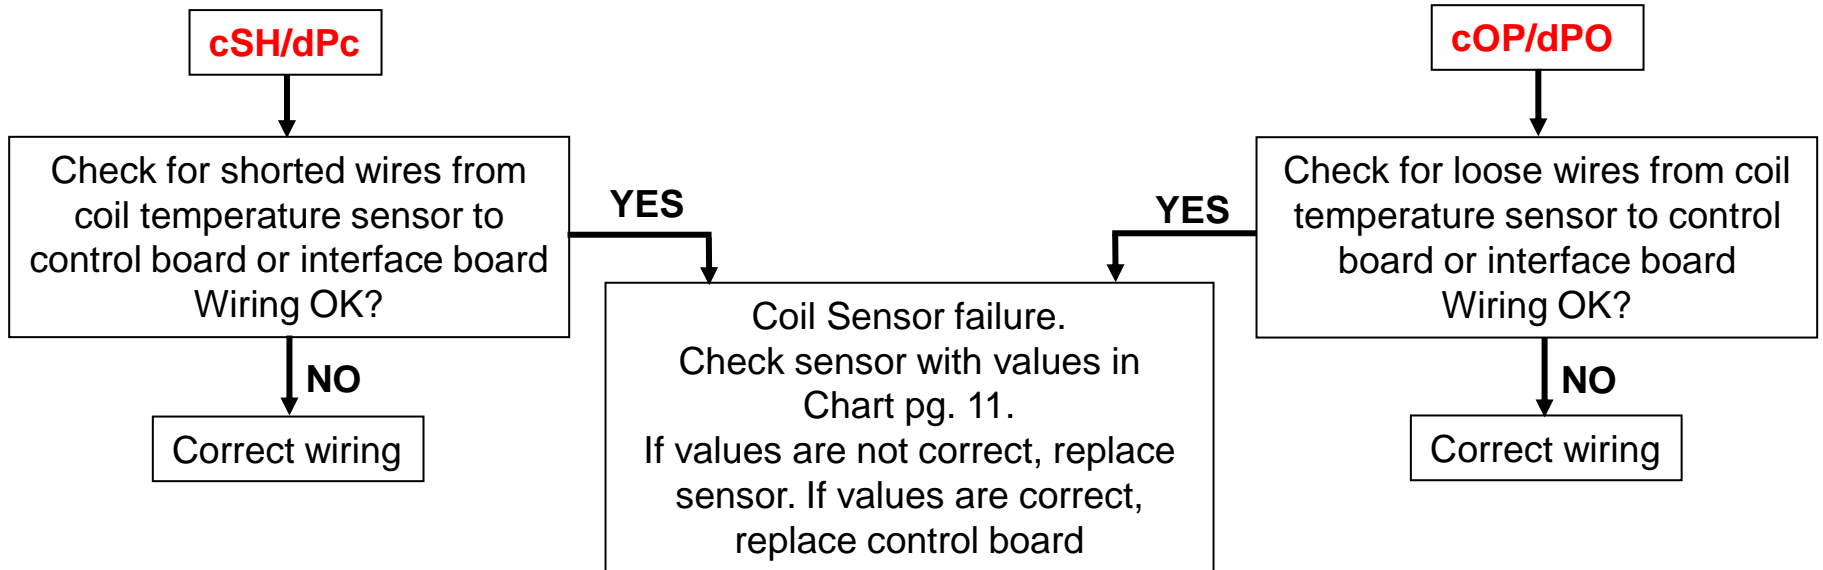 cSH/dPc
Check for shorted wires from
coil temperature sensor to
control board or interface board
Wiring OK?
YES
NO
Correct wiring
cOP/dPO
Check for loose wires from coil
temperature sensor to control
board or interface board
Wiring OK?
YES
NO
Correct wiring
Coil Sensor failure.
Check sensor with values in
Chart pg. 11.
If values are not correct, replace
sensor. If values are correct,
replace control board